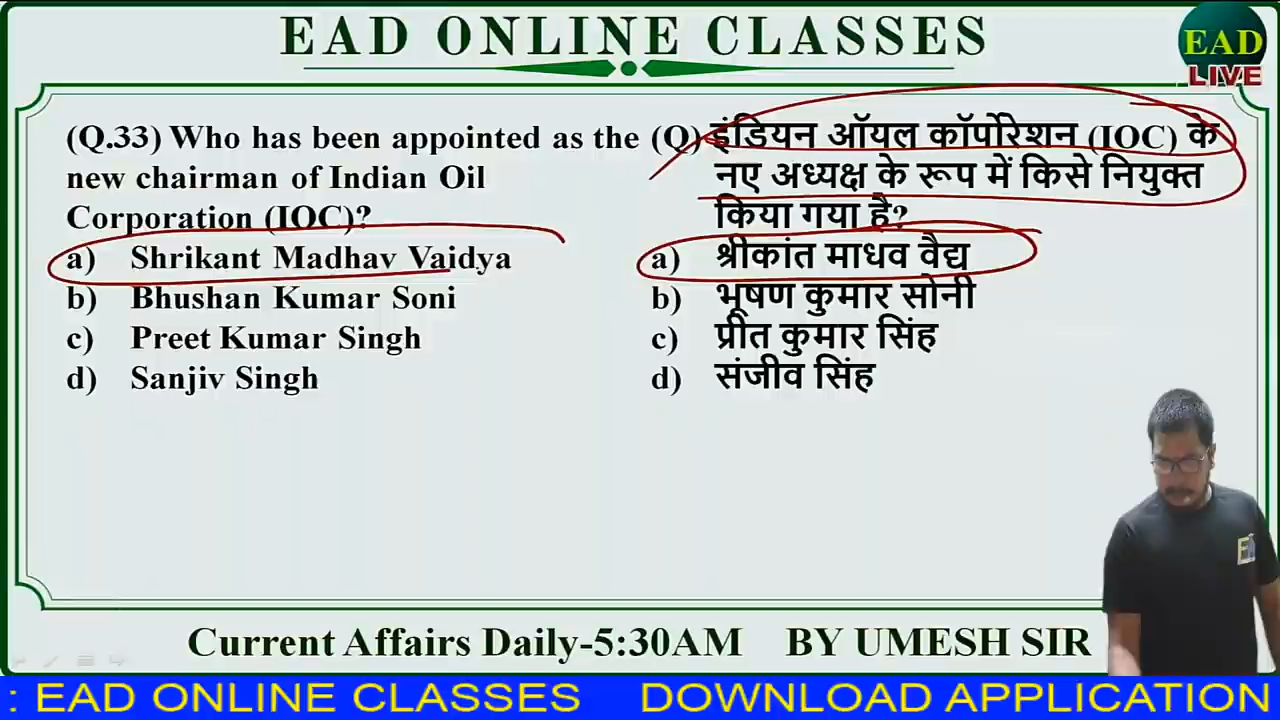 EAD ONLINE CLASSES
EAD
LIVE
(Q.33) Who has been appointed as the
new chairman of Indian Oil
Corporation (IOC)?
a) Shrikant Madhav Vaidya
b) Bhushan Kumar Soni
c) Preet Kumar Singh
d) Sanjiv Singh
(Q) इंडियन ऑयल कॉर्पोरेशन (IOC) के
नए अध्यक्ष के रूप में किसे नियुक्त
किया गया है?
a) श्रीकांत माधव वैद्य
b) भूषण कुमार सोनी
c) प्रीत कुमार सिंह
d) संजीव सिंह
Current Affairs Daily-5:30AM BY UMESH SIR
: EAD ONLINE CLASSES DOWNLOAD APPLICATION